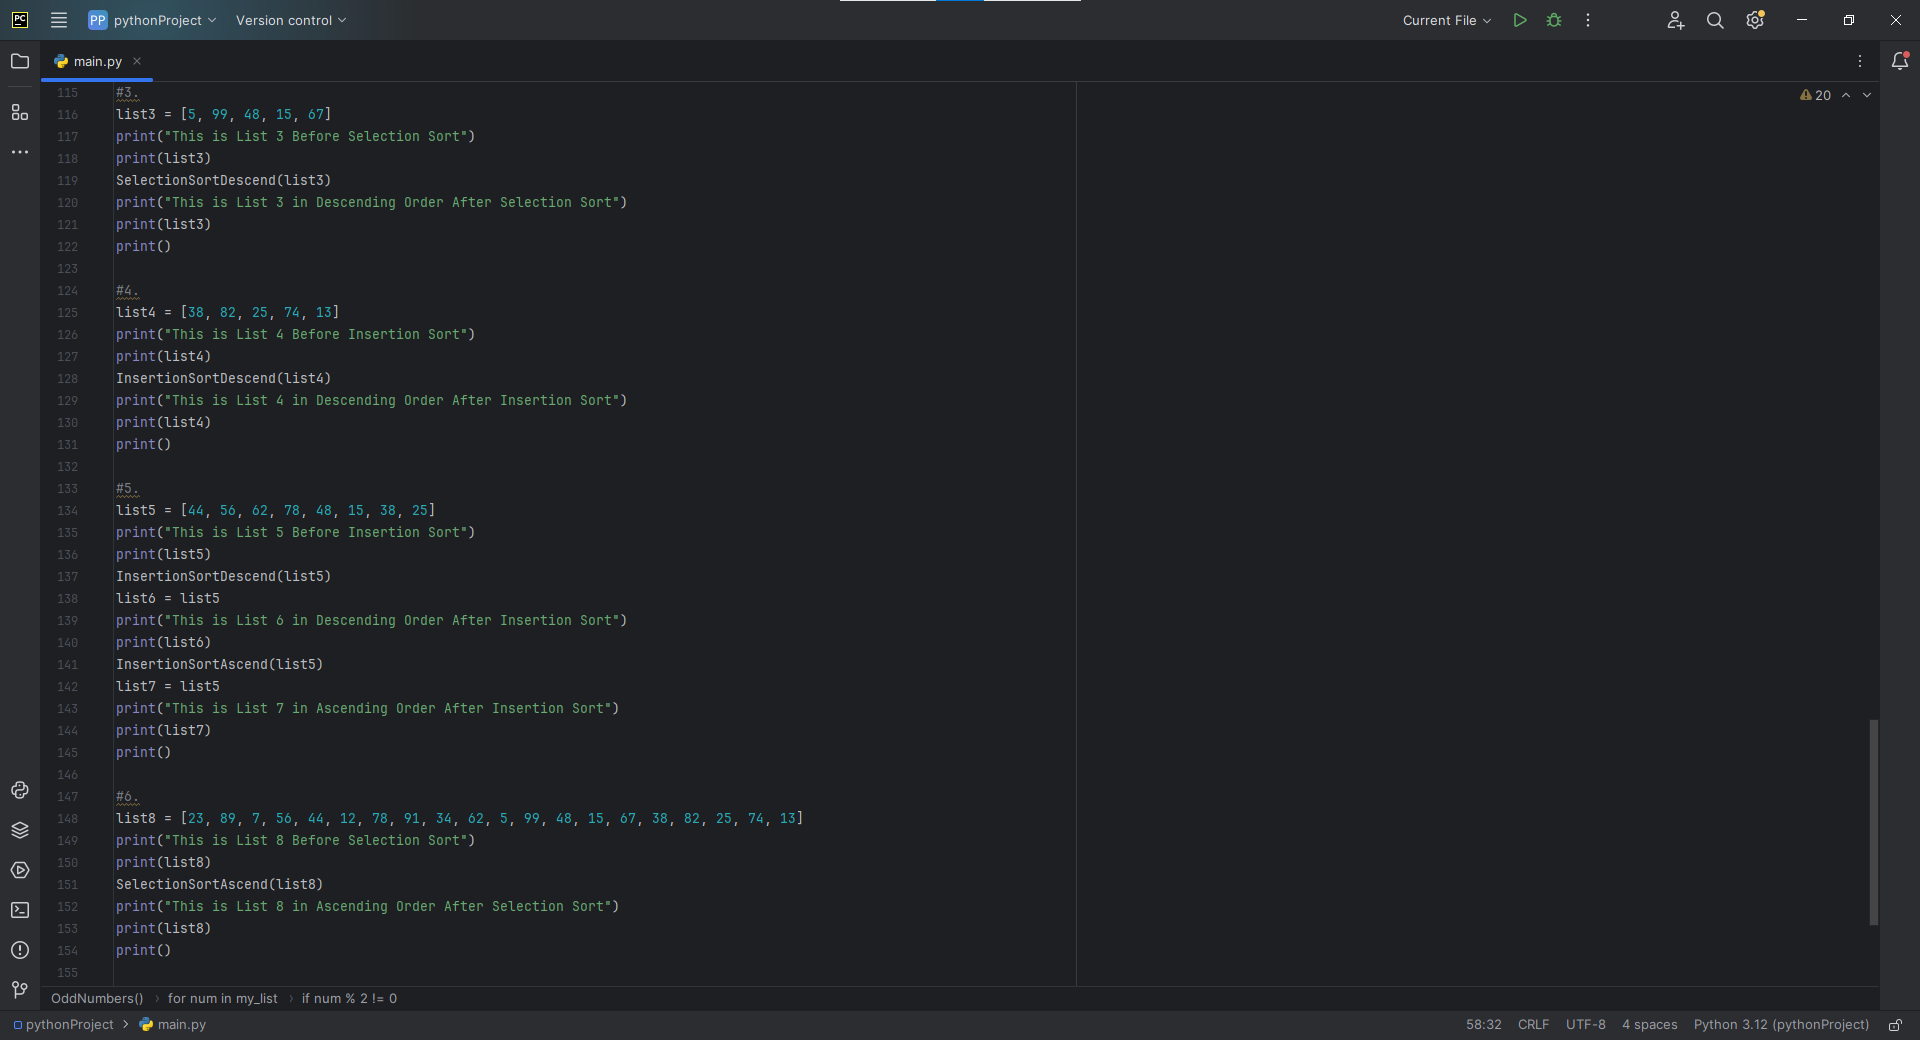 PC PP pythonProject Version control Current File
main.py
20
115 #3.
116 list3 = [5, 99, 48, 15, 67]
117 print("This is List 3 Before Selection Sort")
118 print(list3)
119 SelectionSortDescend(list3)
120 print("This is List 3 in Descending Order After Selection Sort")
121 print(list3)
122 print()
123
124 #4.
125 list4 = [38, 82, 25, 74, 13]
126 print("This is List 4 Before Insertion Sort")
127 print(list4)
128 InsertionSortDescend(list4)
129 print("This is List 4 in Descending Order After Insertion Sort")
130 print(list4)
131 print()
132
133 #5.
134 list5 = [44, 56, 62, 78, 48, 15, 38, 25]
135 print("This is List 5 Before Insertion Sort")
136 print(list5)
137 InsertionSortDescend(list5)
138 list6 = list5
139 print("This is List 6 in Descending Order After Insertion Sort")
140 print(list6)
141 InsertionSortAscend(list5)
142 list7 = list5
143 print("This is List 7 in Ascending Order After Insertion Sort")
144 print(list7)
145 print()
146
147 #6.
148 list8 = [23, 89, 7, 56, 44, 12, 78, 91, 34, 62, 5, 99, 48, 15, 67, 38, 82, 25, 74, 13]
149 print("This is List 8 Before Selection Sort")
150 print(list8)
151 SelectionSortAscend(list8)
152 print("This is List 8 in Ascending Order After Selection Sort")
153 print(list8)
154 print()
155
OddNumbers() › for num in my_list › if num % 2 != 0
pythonProject › main.py 58:32 CRLF UTF-8 4 spaces Python 3.12 (pythonProject)